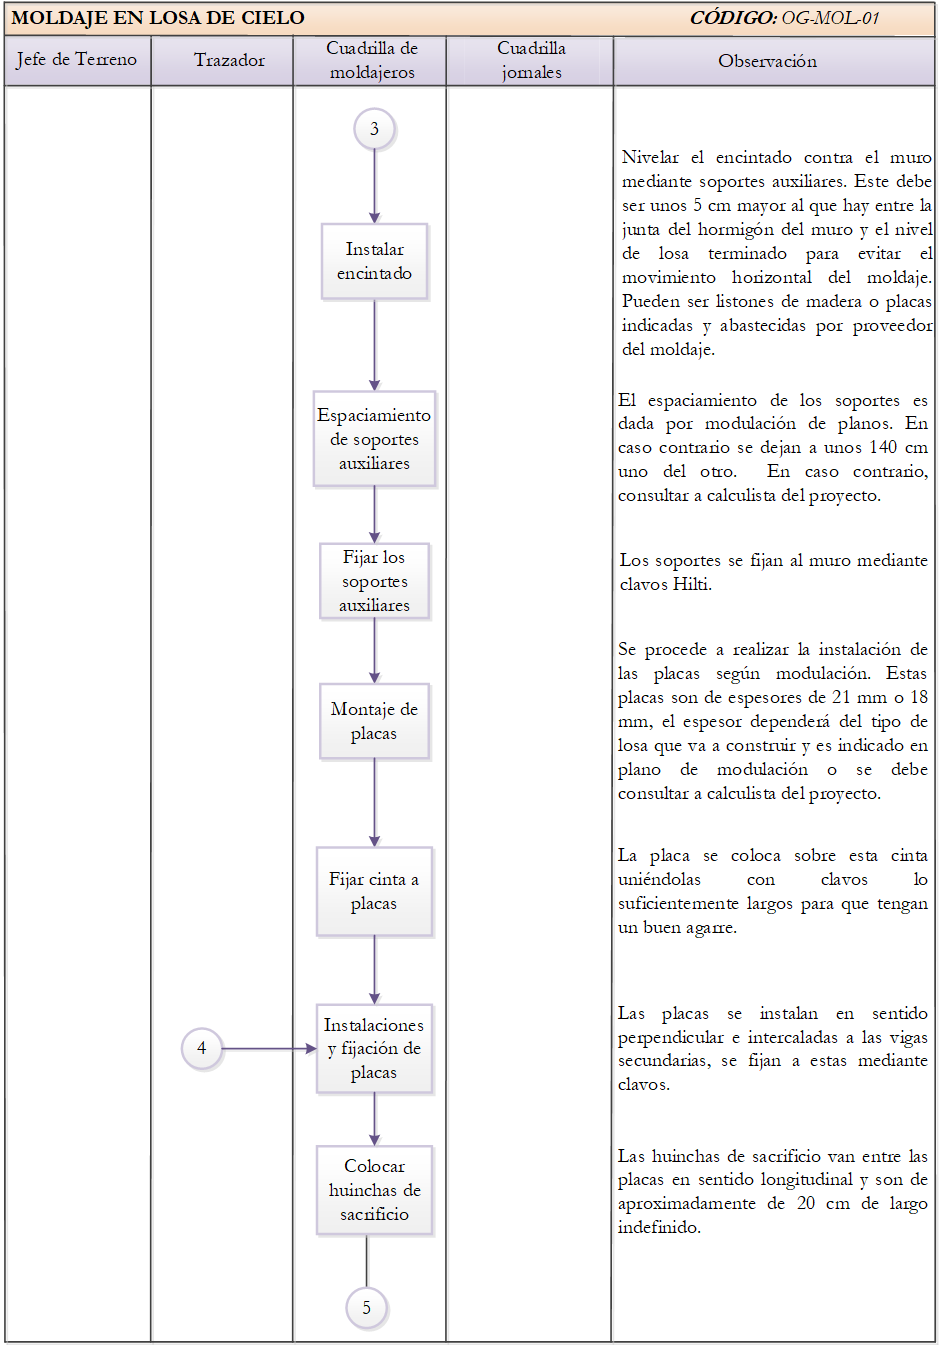 MOLDAJE EN LOSA DE CIELO
CÓDIGO: OG-MOL-01
Jefe de Terreno
Trazador
Cuadrilla de
moldajeros
Cuadrilla
jornales
Observación
3
Instalar
encintado
Nivelar el encintado contra el muro
mediante soportes auxiliares. Este debe
ser unos 5 cm mayor al que hay entre la
junta del hormigón del muro y el nivel
de losa terminado para evitar el
movimiento horizontal del moldaje.
Pueden ser listones de madera o placas
indicadas y abastecidas por proveedor
del moldaje.
Espaciamiento
de soportes
auxiliares
El espaciamiento de los soportes es
dada por modulación de planos. En
caso contrario se dejan a unos 140 cm
uno del otro. En caso contrario,
consultar a calculista del proyecto.
Fijar los
soportes
auxiliares
Los soportes se fijan al muro mediante
clavos Hilti.
Montaje de
placas
Se procede a realizar la instalación de
las placas según modulación. Estas
placas son de espesores de 21 mm o 18
mm, el espesor dependerá del tipo de
losa que va a construir y es indicado en
plano de modulación o se debe
consultar a calculista del proyecto.
Fijar cinta a
placas
La placa se coloca sobre esta cinta
uniéndolas con clavos lo
suficientemente largos para que tengan
un buen agarre.
4
Instalaciones
y fijación de
placas
Las placas se instalan en sentido
perpendicular e intercaladas a las vigas
secundarias, se fijan a estas mediante
clavos.
Colocar
huinchas de
sacrificio
Las huinchas de sacrificio van entre las
placas en sentido longitudinal y son de
aproximadamente de 20 cm de largo
indefinido.
5